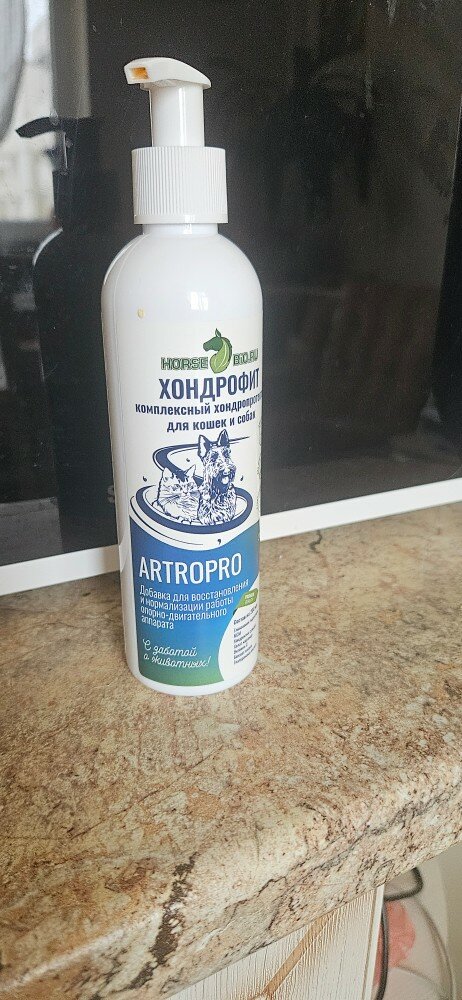 HORSE BIO.RU
ХОНДРОФИТ
комплексный
для кошек и собак
ARTROPRO
Добавка для восстановления
и нормализации работы
опорно-двигательного
аппарата
С заботой
о животных!